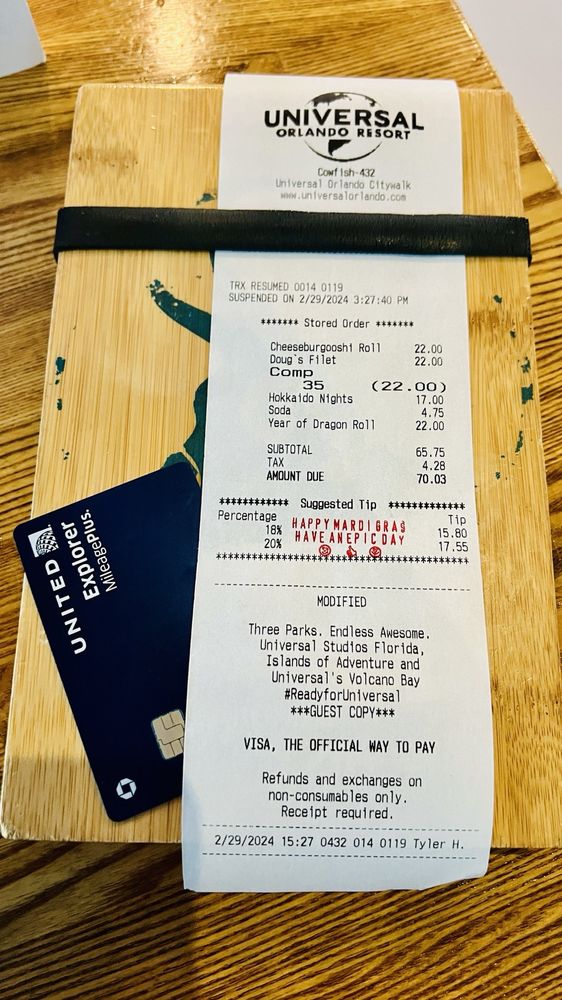 UNIVERSAL
ORLANDO RESORT
Cowfish-432
Universal Orlando Citywalk
www.universalorlando.com
TRX RESUMED 0014 0119
SUSPENDED ON 2/29/2024 3:27:40 PM
******* Stored Order *******
Cheeseburgooshi Roll 22.00
Doug's Filet 22.00
Comp
35 (22.00)
Hokkaido Nights 17.00
Soda 4.75
Year of Dragon Roll 22.00
SUBTOTAL 65.75
TAX 4.28
AMOUNT DUE 70.03
************ Suggested Tip *************
Percentage Tip
18% 15.80
20% 17.55
HAPPY MARDI GRAS
HAVE AN EPIC DAY
MODIFIED
Three Parks. Endless Awesome.
Universal Studios Florida,
Islands of Adventure and
Universal's Volcano Bay
#ReadyforUniversal
***GUEST COPY***
VISA, THE OFFICIAL WAY TO PAY
Refunds and exchanges on
non-consumables only.
Receipt required.
2/29/2024 15:27 0432 014 0119 Tyler H.
UNITED
Explorer
MileagePlus.